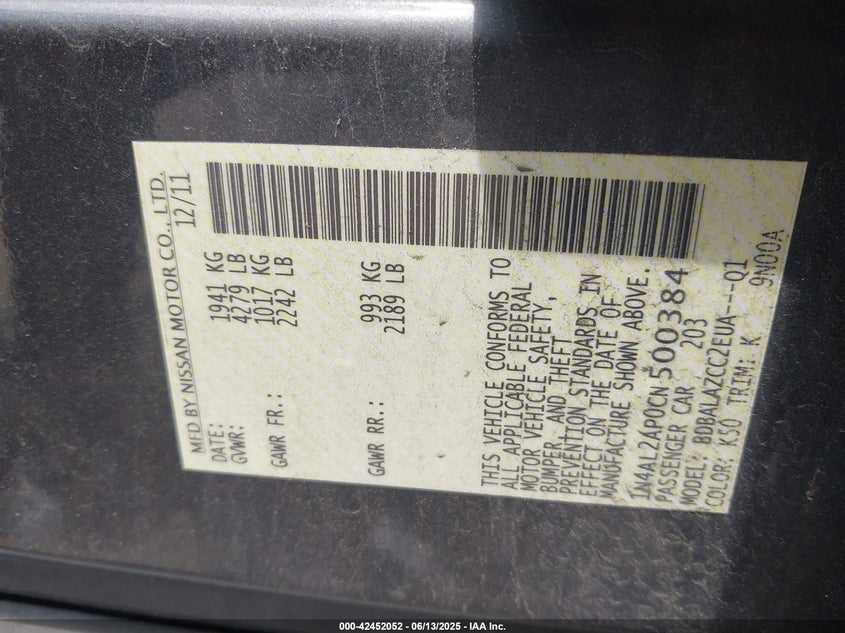 MFD BY NISSAN MOTOR CO., LTD.
DATE: 12/11
GVWR: 1941 KG
4279 LB
GAWR FR.: 1017 KG
2242 LB
GAWR RR.: 993 KG
2189 LB
THIS VEHICLE CONFORMS TO
ALL APPLICABLE FEDERAL
MOTOR VEHICLE SAFETY,
BUMPER, AND THEFT
PREVENTION STANDARDS IN
EFFECT ON THE DATE OF
MANUFACTURE SHOWN ABOVE.
1N4AL2AP0CN500384
PASSENGER CAR 203
MODEL: BDBALAZCC2EUA---Q1
COLOR: K50 TRIM: K 9N00A
000-42452052 - 06/13/2025 - IAA Inc.